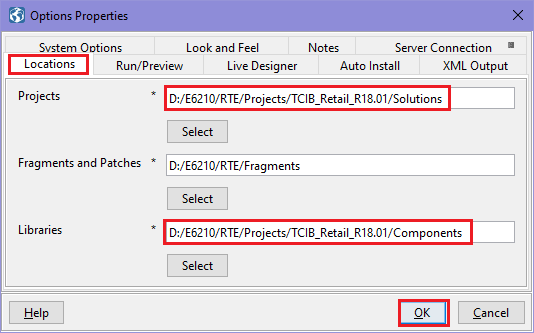 Options Properties
System Options Look and Feel Notes Server Connection
Locations Run/Preview Live Designer Auto Install XML Output
Projects * D:/E6210/RTE/Projects/TCIB_Retail_R18.01/Solutions
Select
Fragments and Patches * D:/E6210/RTE/Fragments
Select
Libraries * D:/E6210/RTE/Projects/TCIB_Retail_R18.01/Components
Select
Help OK Cancel